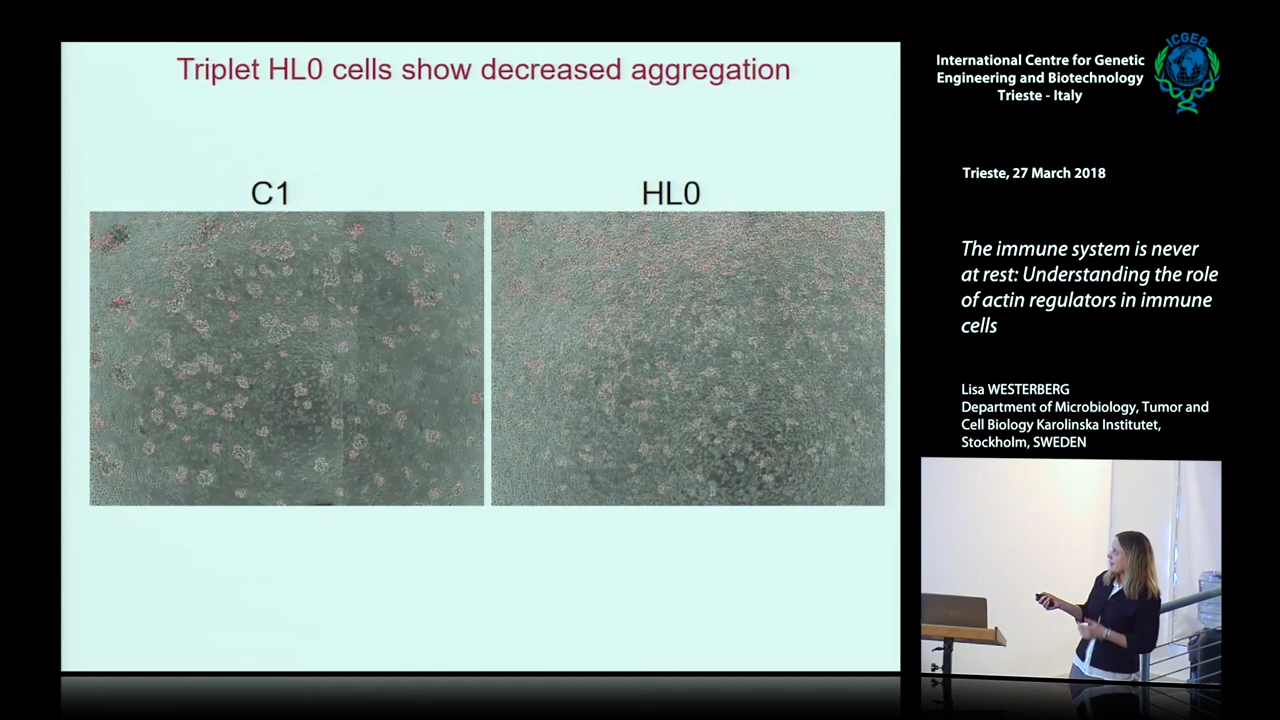 Triplet HL0 cells show decreased aggregation
C1
HL0
International Centre for Genetic
Engineering and Biotechnology
Trieste - Italy
ICGEB
Trieste, 27 March 2018
The immune system is never
at rest: Understanding the role
of actin regulators in immune
cells
Lisa WESTERBERG
Department of Microbiology, Tumor and
Cell Biology Karolinska Institutet,
Stockholm, SWEDEN